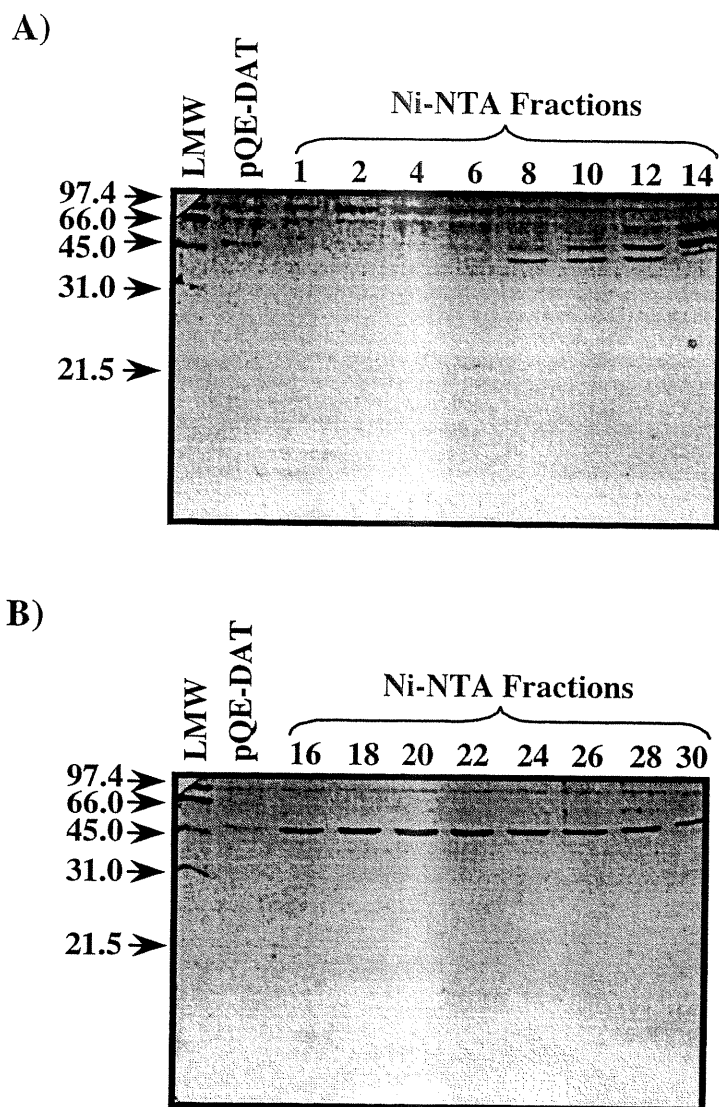 A)
LMW
pQE-DAT
Ni-NTA Fractions
1 2 4 6 8 10 12 14
97.4
66.0
45.0
31.0
21.5
B)
LMW
pQE-DAT
Ni-NTA Fractions
16 18 20 22 24 26 28 30
97.4
66.0
45.0
31.0
21.5